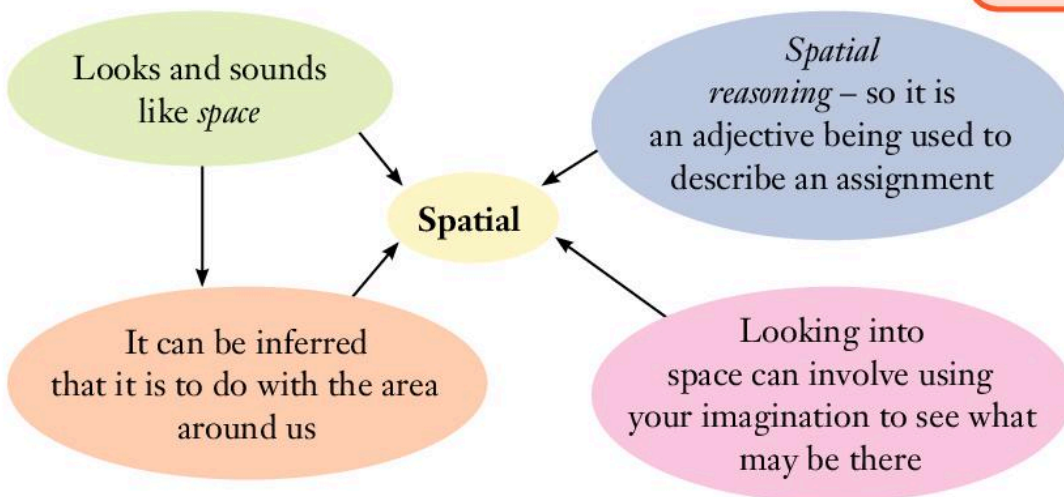 Looks and sounds
like space
Spatial
reasoning – so it is
an adjective being used to
describe an assignment
Spatial
It can be inferred
that it is to do with the area
around us
Looking into
space can involve using
your imagination to see what
may be there